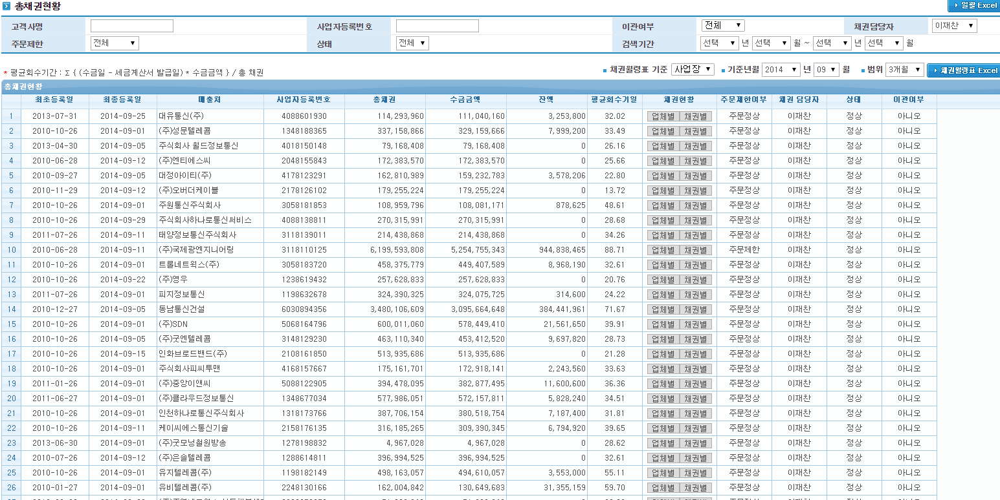 총채권현황
일괄 Excel
고객사명 사업자등록번호 이관여부 전체 채권담당자 이재찬
주문제한 전체 상태 전체 검색기간 선택 년 선택 월 ~ 선택 년 선택 월
* 평균회수기간 : Σ { (수금일 - 세금계산서 발급일) * 수금금액 } / 총 채권 채권월령표 기준 사업장 기준년월 2014 년 09 월 범위 3개월 채권월령표 Excel
총채권현황
최초등록일 최종등록일 매출처 사업자등록번호 총채권 수금금액 잔액 평균회수기일 채권현황 주문제한여부 채권 담당자 상태 이관여부
1 2013-07-31 2014-09-25 대유통신(주) 4088601930 114,293,960 111,040,160 3,253,800 32.02 업체별 채권별 주문정상 이재찬 정상 아니오
2 2010-10-26 2014-09-01 (주)성문텔레콤 1348188365 337,158,866 329,159,666 7,999,200 33.49 업체별 채권별 주문정상 이재찬 정상 아니오
3 2013-04-30 2014-09-05 주식회사 월드정보통신 4018150148 79,168,408 79,168,408 0 26.16 업체별 채권별 주문정상 이재찬 정상 아니오
4 2010-06-28 2014-09-12 (주)엔티에스씨 2048155843 172,383,570 172,383,570 0 25.66 업체별 채권별 주문정상 이재찬 정상 아니오
5 2010-09-27 2014-09-05 대정아이티(주) 4178123291 162,810,989 159,232,783 3,578,206 22.80 업체별 채권별 주문정상 이재찬 정상 아니오
6 2010-11-29 2014-09-12 (주)오버더케이블 2178126102 179,255,224 179,255,224 0 13.72 업체별 채권별 주문정상 이재찬 정상 아니오
7 2010-10-26 2014-09-01 주원통신주식회사 3058181853 108,959,796 108,081,171 878,625 48.61 업체별 채권별 주문정상 이재찬 정상 아니오
8 2010-10-26 2014-09-29 주식회사하나로통신써비스 4088138811 270,315,991 270,315,991 0 28.68 업체별 채권별 주문정상 이재찬 정상 아니오
9 2011-07-26 2014-09-11 태양정보통신주식회사 3118139011 214,438,868 214,438,868 0 34.26 업체별 채권별 주문정상 이재찬 정상 아니오
10 2010-06-28 2014-09-11 (주)국제광엔지니어링 3118110125 6,199,593,808 5,254,755,343 944,838,465 88.71 업체별 채권별 주문제한 이재찬 정상 아니오
11 2010-10-26 2014-09-01 트롤네트웍스(주) 3058183720 458,375,779 449,407,589 8,968,190 32.61 업체별 채권별 주문정상 이재찬 정상 아니오
12 2010-10-26 2014-09-22 (주)영우 1238619432 257,628,833 257,628,833 0 20.76 업체별 채권별 주문정상 이재찬 정상 아니오
13 2011-07-26 2014-09-01 피지정보통신 1198632678 324,390,325 324,075,725 314,600 24.22 업체별 채권별 주문정상 이재찬 정상 아니오
14 2010-12-27 2014-09-05 동남통신건설 6030894356 3,480,106,609 3,095,664,648 384,441,961 71.67 업체별 채권별 주문정상 이재찬 정상 아니오
15 2010-10-26 2014-09-01 (주)SDN 5068164796 600,011,060 578,449,410 21,561,650 39.91 업체별 채권별 주문정상 이재찬 정상 아니오
16 2010-10-26 2014-09-05 (주)굿엔텔레콤 3148129230 463,110,340 453,412,520 9,697,820 28.73 업체별 채권별 주문정상 이재찬 정상 아니오
17 2010-10-26 2014-09-15 인화브로드밴드(주) 2108161850 513,935,686 513,935,686 0 21.28 업체별 채권별 주문정상 이재찬 정상 아니오
18 2010-10-26 2014-09-01 주식회사피씨투맨 4168157667 175,161,701 172,918,141 2,243,560 33.63 업체별 채권별 주문정상 이재찬 정상 아니오
19 2011-01-26 2014-09-01 (주)중앙이앤씨 5088122905 394,478,095 382,877,495 11,600,600 36.36 업체별 채권별 주문정상 이재찬 정상 아니오
20 2011-06-27 2014-09-01 (주)클라우드정보통신 1348677034 577,986,051 572,157,811 5,828,240 34.51 업체별 채권별 주문정상 이재찬 정상 아니오
21 2010-10-26 2014-09-01 인천하나로통신주식회사 1318173766 387,706,154 380,518,754 7,187,400 31.81 업체별 채권별 주문정상 이재찬 정상 아니오
22 2010-10-26 2014-09-11 케이씨에스통신기술 2158176135 316,185,265 309,390,345 6,794,920 39.65 업체별 채권별 주문정상 이재찬 정상 아니오
23 2013-06-30 2014-09-01 (주)굿모닝철원방송 1278198832 4,967,028 4,967,028 0 28.62 업체별 채권별 주문정상 이재찬 정상 아니오
24 2010-07-26 2014-09-12 (주)은솔텔레콤 1288614811 396,994,525 396,994,525 0 32.61 업체별 채권별 주문정상 이재찬 정상 아니오
25 2010-10-26 2014-09-01 유지텔레콤(주) 1198182149 498,163,057 494,610,057 3,553,000 55.11 업체별 채권별 주문정상 이재찬 정상 아니오
26 2010-01-27 2014-09-01 유비텔레콤(주) 2248130166 162,004,842 130,649,683 31,355,159 59.70 업체별 채권별 주문정상 이재찬 정상 아니오